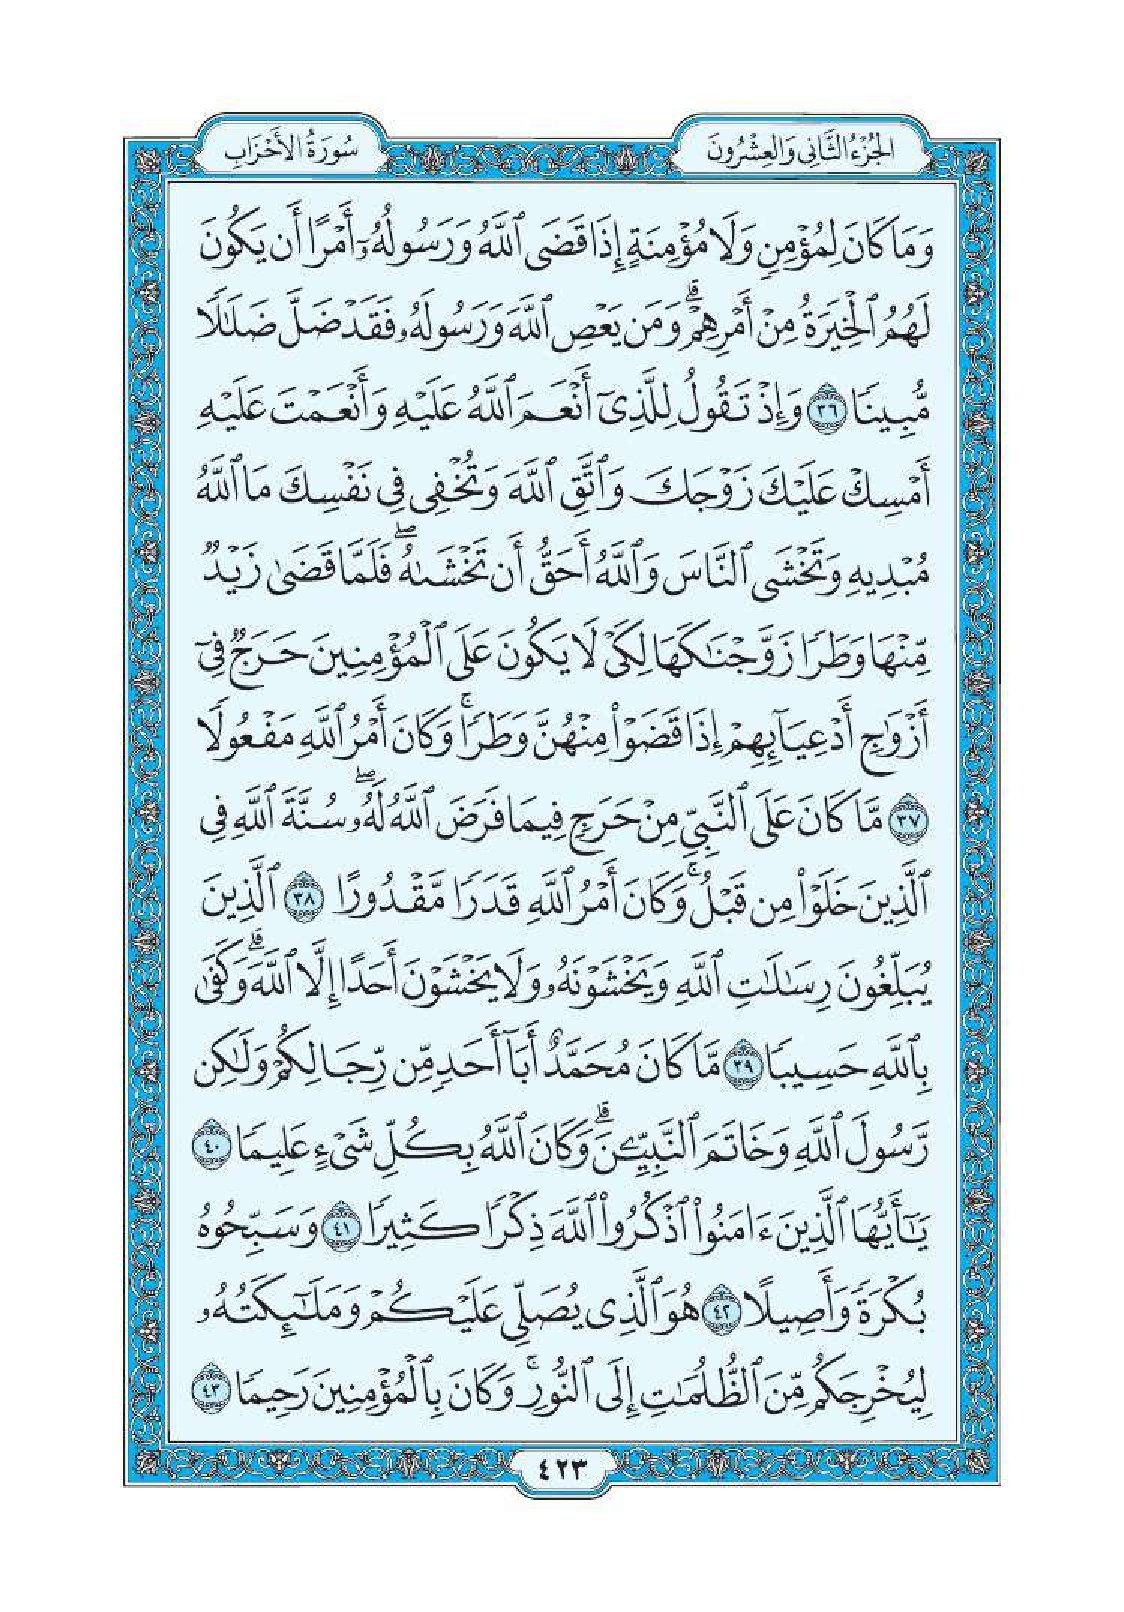 الجُزْءُ الثَّانِي وَالعِشْرُونَ
سُورَةُ الأَحْزَابِ
وَمَا كَانَ لِمُؤْمِنٍ وَلَا مُؤْمِنَةٍ إِذَا قَضَى ٱللَّهُ وَرَسُولُهُۥٓ أَمْرًا أَن يَكُونَ
لَهُمُ ٱلْخِيَرَةُ مِنْ أَمْرِهِمْ ۗ وَمَن يَعْصِ ٱللَّهَ وَرَسُولَهُۥ فَقَدْ ضَلَّ ضَلَـٰلًا
مُّبِينًا ٣٦ وَإِذْ تَقُولُ لِلَّذِىٓ أَنْعَمَ ٱللَّهُ عَلَيْهِ وَأَنْعَمْتَ عَلَيْهِ
أَمْسِكْ عَلَيْكَ زَوْجَكَ وَٱتَّقِ ٱللَّهَ وَتُخْفِى فِى نَفْسِكَ مَا ٱللَّهُ
مُبْدِيهِ وَتَخْشَى ٱلنَّاسَ وَٱللَّهُ أَحَقُّ أَن تَخْشَىٰهُ ۖ فَلَمَّا قَضَىٰ زَيْدٌ
مِّنْهَا وَطَرًا زَوَّجْنَـٰكَهَا لِكَىْ لَا يَكُونَ عَلَى ٱلْمُؤْمِنِينَ حَرَجٌ فِىٓ
أَزْوَٰجِ أَدْعِيَآئِهِمْ إِذَا قَضَوْا۟ مِنْهُنَّ وَطَرًا ۚ وَكَانَ أَمْرُ ٱللَّهِ مَفْعُولًا
٣٧ مَّا كَانَ عَلَى ٱلنَّبِىِّ مِنْ حَرَجٍ فِيمَا فَرَضَ ٱللَّهُ لَهُۥ ۖ سُنَّةَ ٱللَّهِ فِى
ٱلَّذِينَ خَلَوْا۟ مِن قَبْلُ ۚ وَكَانَ أَمْرُ ٱللَّهِ قَدَرًا مَّقْدُورًا ٣٨ ٱلَّذِينَ
يُبَلِّغُونَ رِسَـٰلَـٰتِ ٱللَّهِ وَيَخْشَوْنَهُۥ وَلَا يَخْشَوْنَ أَحَدًا إِلَّا ٱللَّهَ ۗ وَكَفَىٰ
بِٱللَّهِ حَسِيبًا ٣٩ مَّا كَانَ مُحَمَّدٌ أَبَآ أَحَدٍ مِّن رِّجَالِكُمْ وَلَـٰكِن
رَّسُولَ ٱللَّهِ وَخَاتَمَ ٱلنَّبِيِّـۧنَ ۗ وَكَانَ ٱللَّهُ بِكُلِّ شَىْءٍ عَلِيمًا ٤٠
يَـٰٓأَيُّهَا ٱلَّذِينَ ءَامَنُوا۟ ٱذْكُرُوا۟ ٱللَّهَ ذِكْرًا كَثِيرًا ٤١ وَسَبِّحُوهُ
بُكْرَةً وَأَصِيلًا ٤٢ هُوَ ٱلَّذِى يُصَلِّى عَلَيْكُمْ وَمَلَـٰٓئِكَتُهُۥ
لِيُخْرِجَكُم مِّنَ ٱلظُّلُمَـٰتِ إِلَى ٱلنُّورِ ۚ وَكَانَ بِٱلْمُؤْمِنِينَ رَحِيمًا ٤٣
٤٢٣